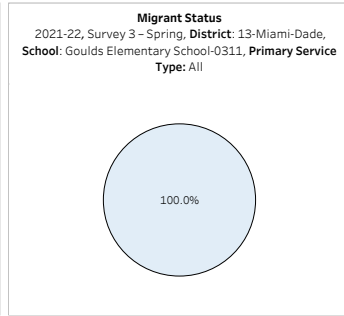 Migrant Status
2021-22, Survey 3 – Spring, District: 13-Miami-Dade,
School: Goulds Elementary School-0311, Primary Service
Type: All
100.0%